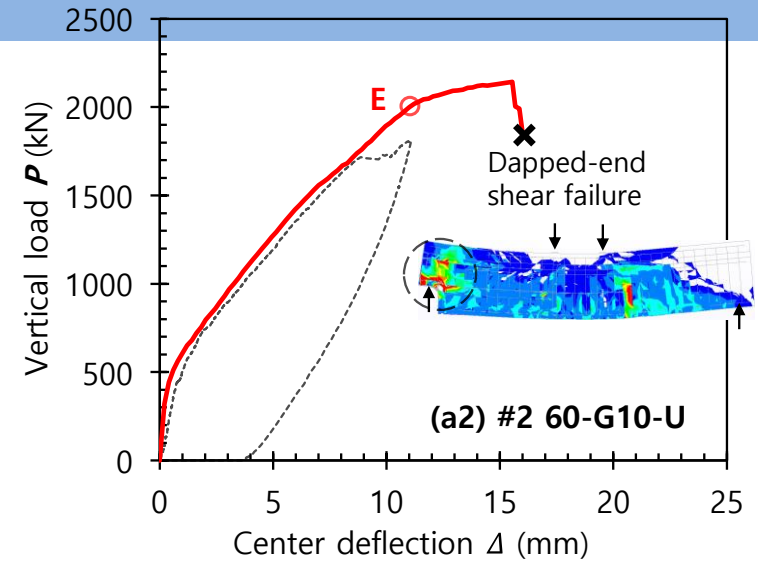 2500
2000
1500
1000
500
0
Vertical load P (kN)
E
Dapped-end
shear failure
(a2) #2 60-G10-U
0 5 10 15 20 25
Center deflection Δ (mm)